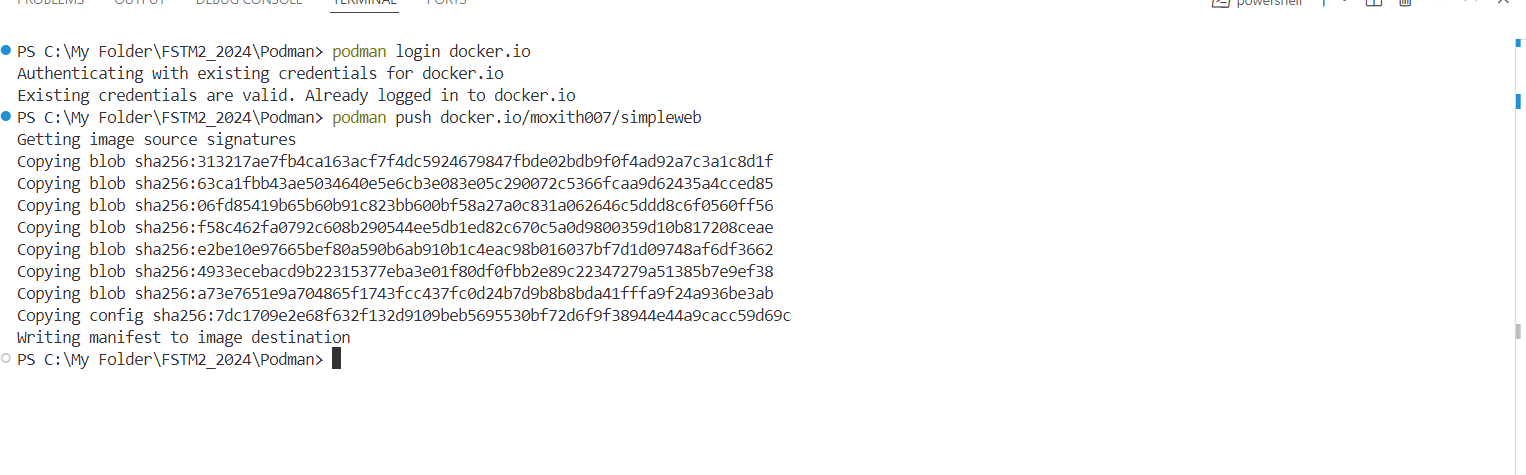 PROBLEMS OUTPUT DEBUG CONSOLE TERMINAL PORTS powershell
PS C:\My Folder\FSTM2_2024\Podman> podman login docker.io
Authenticating with existing credentials for docker.io
Existing credentials are valid. Already logged in to docker.io
PS C:\My Folder\FSTM2_2024\Podman> podman push docker.io/moxith007/simpleweb
Getting image source signatures
Copying blob sha256:313217ae7fb4ca163acf7f4dc5924679847fbde02bdb9f0f4ad92a7c3a1c8d1f
Copying blob sha256:63ca1fbb43ae5034640e5e6cb3e083e05c290072c5366fcaa9d62435a4cced85
Copying blob sha256:06fd85419b65b60b91c823bb600bf58a27a0c831a062646c5ddd8c6f0560ff56
Copying blob sha256:f58c462fa0792c608b290544ee5db1ed82c670c5a0d9800359d10b817208ceae
Copying blob sha256:e2be10e97665bef80a590b6ab910b1c4eac98b016037bf7d1d09748af6df3662
Copying blob sha256:4933ecebacd9b22315377eba3e01f80df0fbb2e89c22347279a51385b7e9ef38
Copying blob sha256:a73e7651e9a704865f1743fcc437fc0d24b7d9b8b8bda41fffa9f24a936be3ab
Copying config sha256:7dc1709e2e68f632f132d9109beb5695530bf72d6f9f38944e44a9cacc59d69c
Writing manifest to image destination
PS C:\My Folder\FSTM2_2024\Podman>